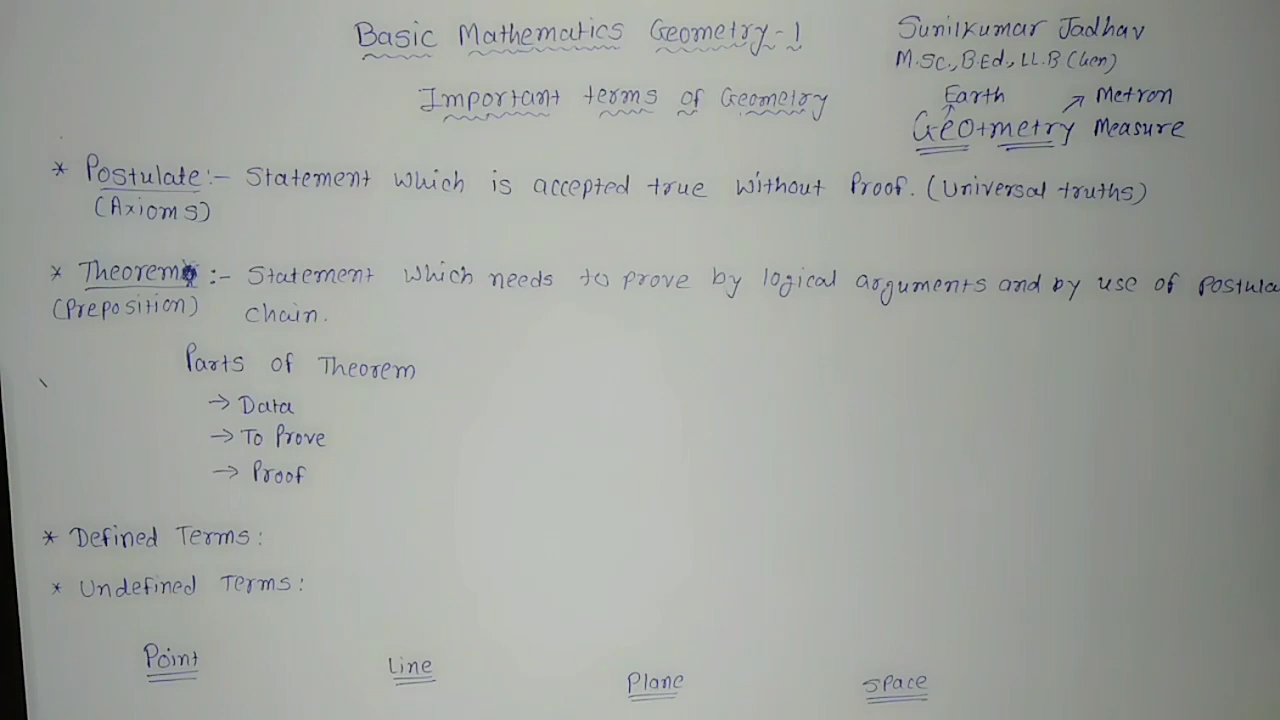 Basic Mathematics Geometry-1
Sunilkumar Jadhav
M.Sc., B.Ed., LL.B
Important terms of Geometry
Earth Metron
Geo+metry Measure
* Postulate:- Statement which is accepted true without Proof. (Universal truths)
(Axioms)
* Theorem :- Statement which needs to prove by logical arguments and by use of Postula
(Preposition) chain.
Parts of Theorem
→ Data
→ To Prove
→ Proof
* Defined Terms:
* Undefined Terms:
Point Line Plane Space